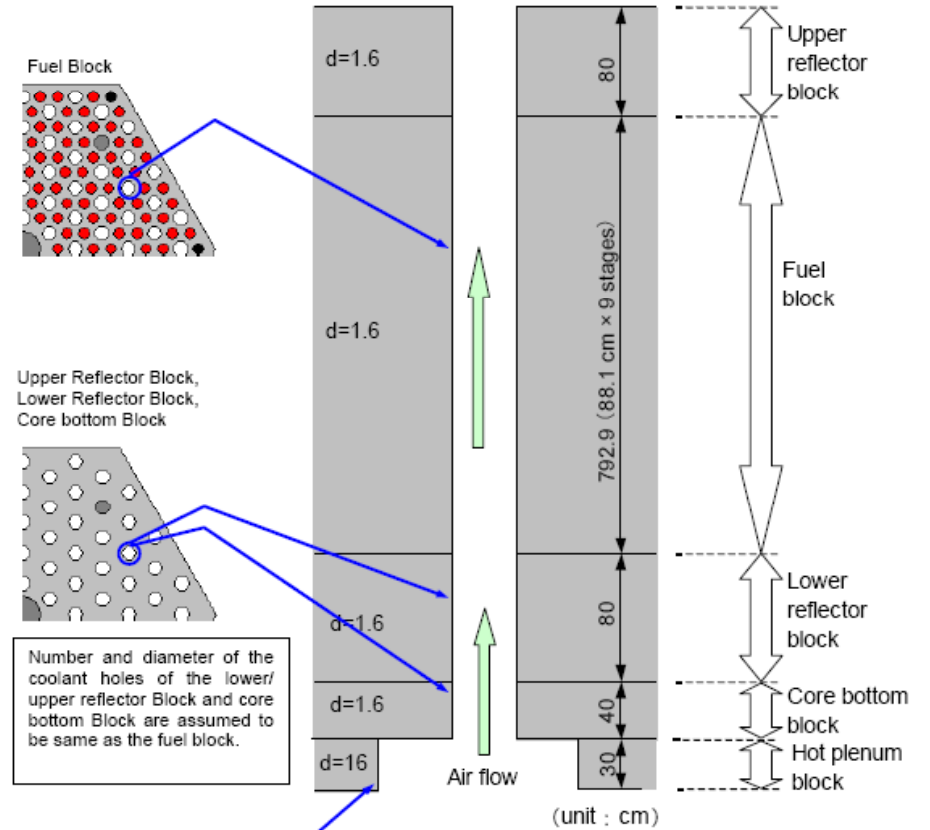 Fuel Block
Upper Reflector Block,
Lower Reflector Block,
Core bottom Block
Number and diameter of the
coolant holes of the lower/
upper reflector Block and core
bottom Block are assumed to
be same as the fuel block.
d=1.6
d=1.6
d=1.6
d=1.6
d=16
Air flow
80
792.9 (88.1 cm × 9 stages)
80
40
30
(unit : cm)
Upper
reflector
block
Fuel
block
Lower
reflector
block
Core bottom
block
Hot plenum
block